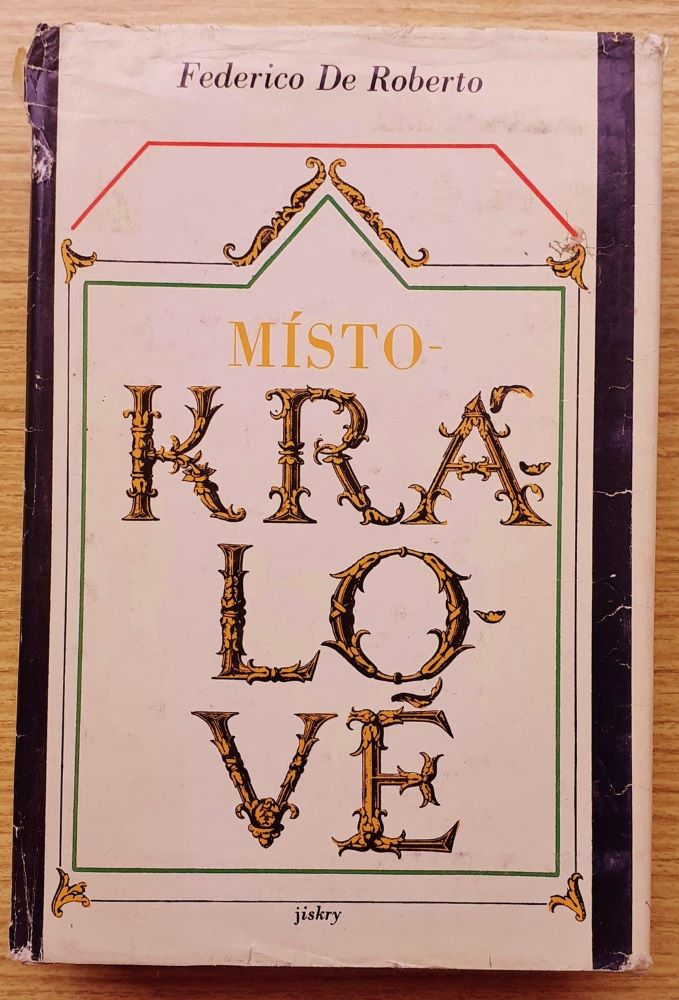 Federico De Roberto
MÍSTO-
KRÁ-
LO-
VÉ
jiskry